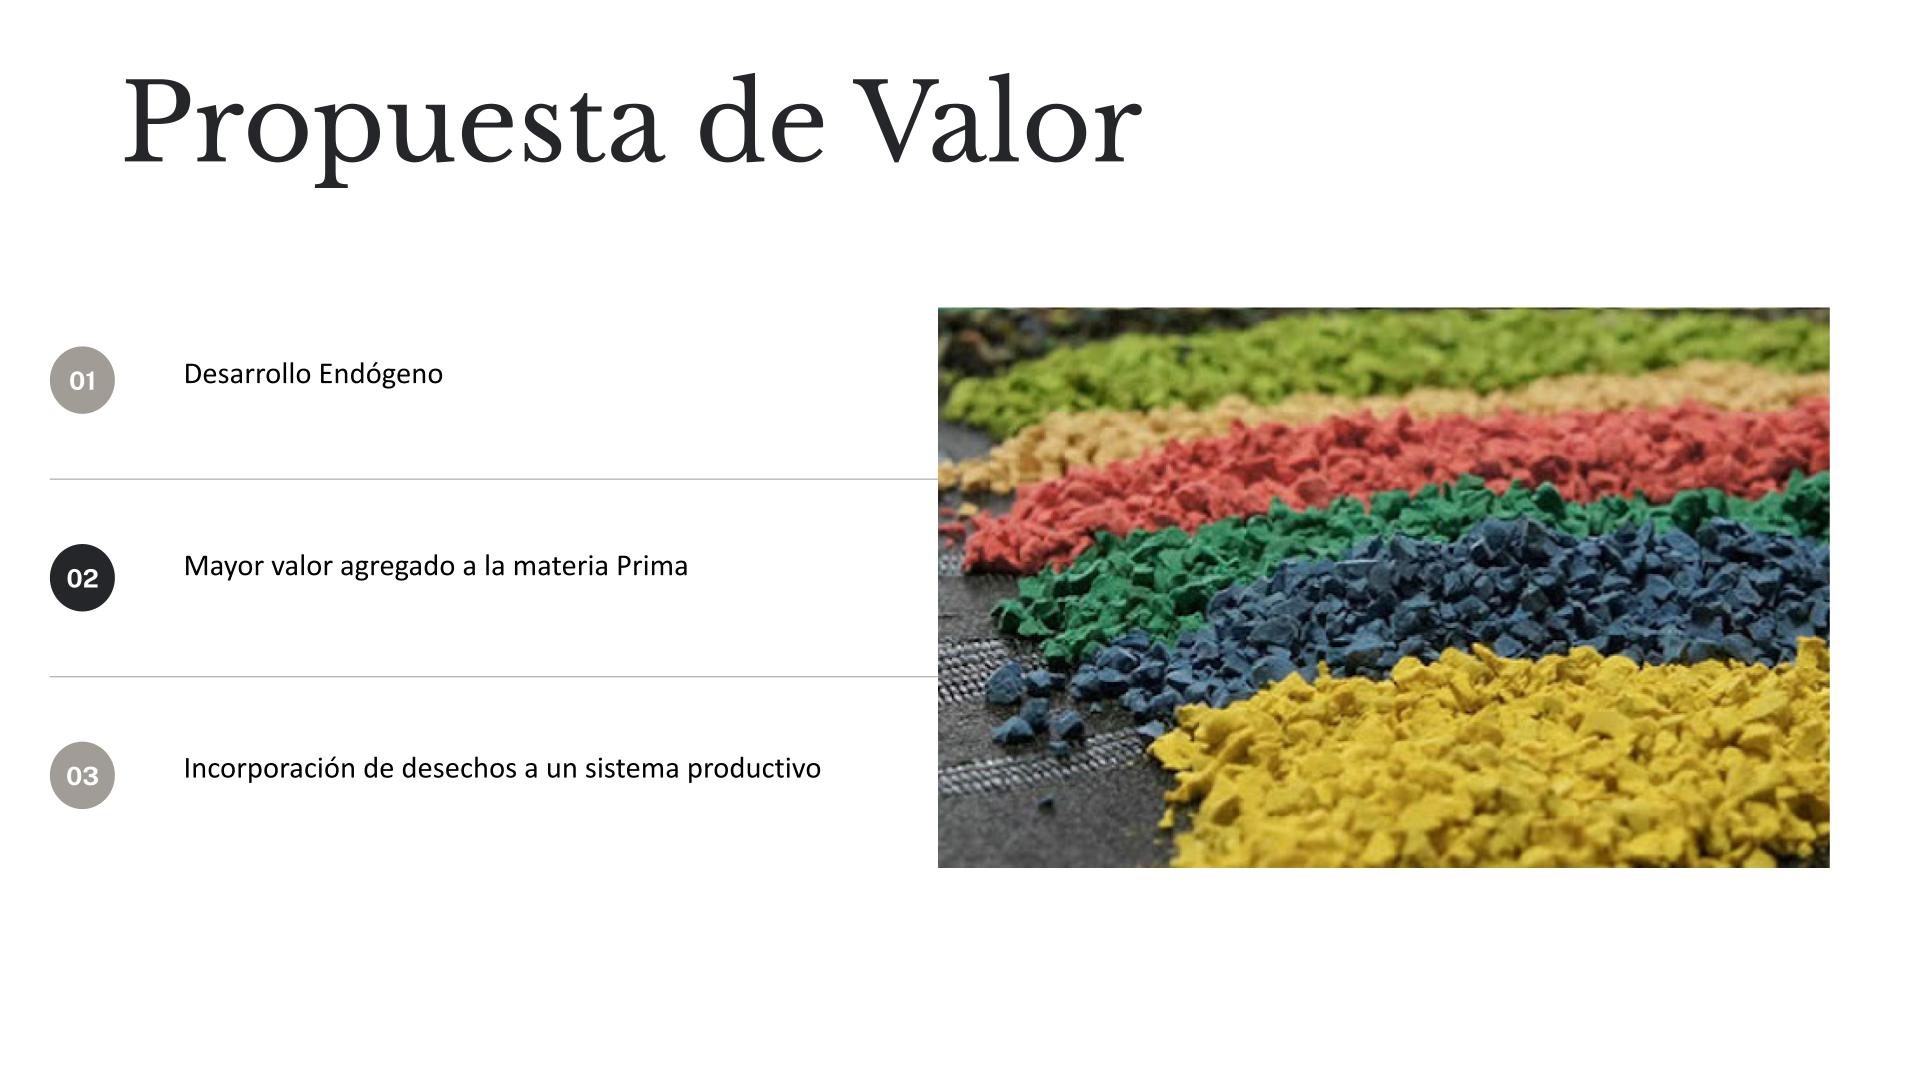 Propuesta de Valor
01
Desarrollo Endógeno
02
Mayor valor agregado a la materia Prima
03
Incorporación de desechos a un sistema productivo